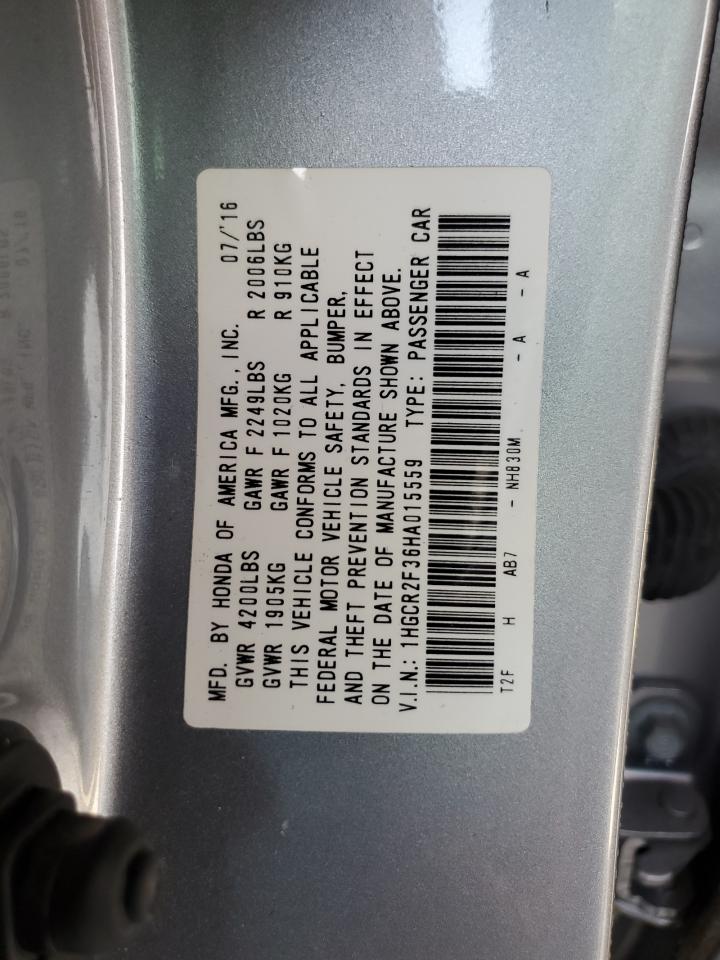 MFD. BY HONDA OF AMERICA MFG., INC. 07/'16
GVWR 4200LBS GAWR F 2249LBS R 2006LBS
GVWR 1905KG GAWR F 1020KG R 910KG
THIS VEHICLE CONFORMS TO ALL APPLICABLE
FEDERAL MOTOR VEHICLE SAFETY, BUMPER,
AND THEFT PREVENTION STANDARDS IN EFFECT
ON THE DATE OF MANUFACTURE SHOWN ABOVE.
V.I.N.: 1HGCR2F36HA015559 TYPE: PASSENGER CAR
T2F H AB7 - NH830M - A - A